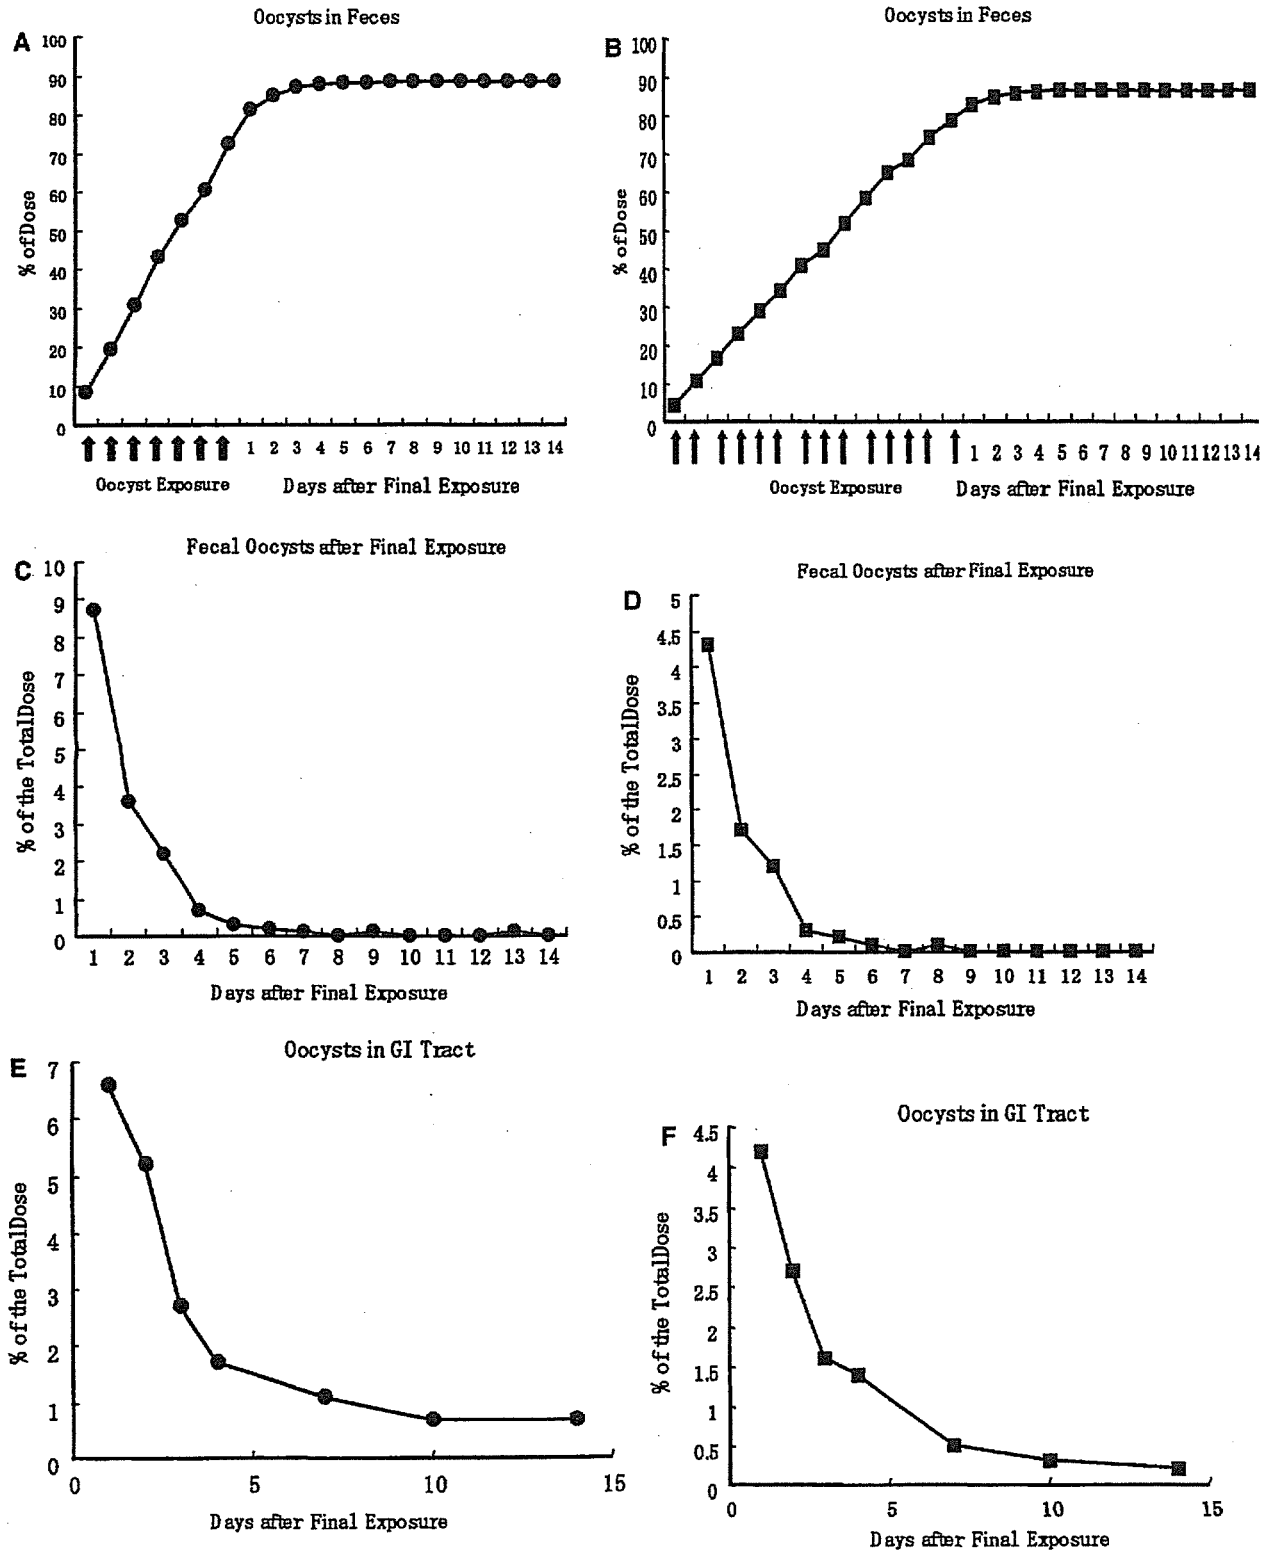 Oocysts in Feces
A
% of Dose
100
90
80
70
60
50
40
30
20
10
0
1 2 3 4 5 6 7 8 9 10 11 12 13 14
Oocyst Exposure Days after Final Exposure
Oocysts in Feces
B
% of Dose
100
90
80
70
60
50
40
30
20
10
0
1 2 3 4 5 6 7 8 9 10 11 12 13 14
Oocyst Exposure Days after Final Exposure
Fecal Oocysts after Final Exposure
C
% of the Total Dose
10
9
8
7
6
5
4
3
2
1
0
1 2 3 4 5 6 7 8 9 10 11 12 13 14
Days after Final Exposure
Fecal Oocysts after Final Exposure
D
% of the Total Dose
5
4.5
4
3.5
3
2.5
2
1.5
1
0.5
0
1 2 3 4 5 6 7 8 9 10 11 12 13 14
Days after Final Exposure
Oocysts in GI Tract
E
% of the Total Dose
7
6
5
4
3
2
1
0
0 5 10 15
Days after Final Exposure
Oocysts in GI Tract
F
% of the Total Dose
4.5
4
3.5
3
2.5
2
1.5
1
0.5
0
0 5 10 15
Days after Final Exposure